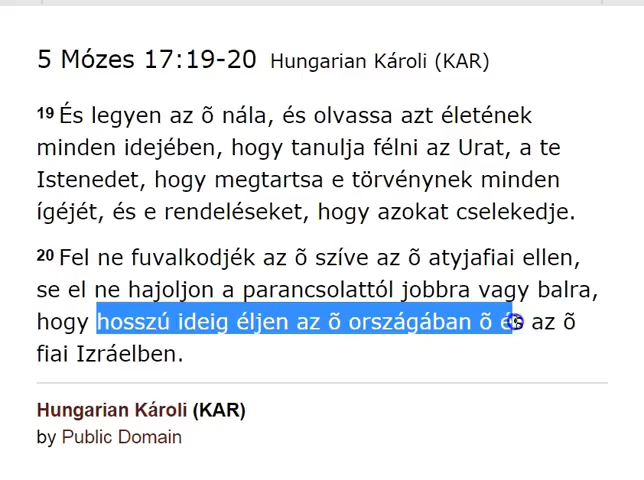 5 Mózes 17:19-20 Hungarian Károli (KAR)
19 És legyen az õ nála, és olvassa azt életének
minden idejében, hogy tanulja félni az Urat, a te
Istenedet, hogy megtartsa e törvénynek minden
ígéjét, és e rendeléseket, hogy azokat cselekedje.
20 Fel ne fuvalkodjék az õ szíve az õ atyjafiai ellen,
se el ne hajoljon a parancsolattól jobbra vagy balra,
hogy hosszú ideig éljen az õ országában õ és az õ
fiai Izráelben.
Hungarian Károli (KAR)
by Public Domain